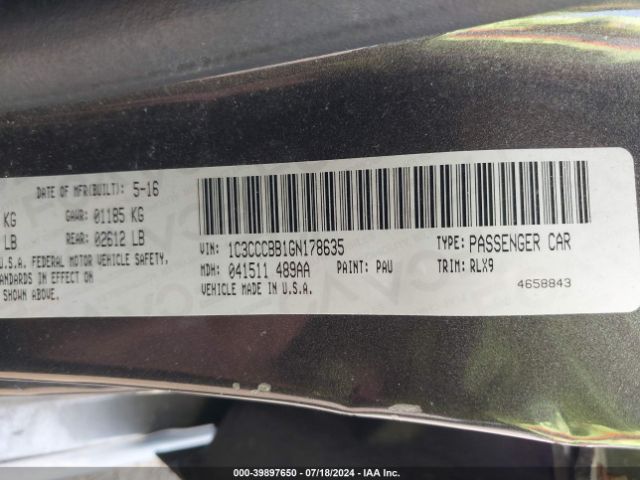 DATE OF MFR(BUILT): 5-16
KG GAWR: 01185 KG
LB REAR: 02612 LB
U.S.A. FEDERAL MOTOR VEHICLE SAFETY,
STANDARDS IN EFFECT ON
SHOWN ABOVE.
VIN: 1C3CCCBB1GN178635
TYPE: PASSENGER CAR
MDH: 041511 489AA
PAINT: PAU
TRIM: RLX9
VEHICLE MADE IN U.S.A.
4658843
000-39897650 / 07/18/2024 - IAA Inc.